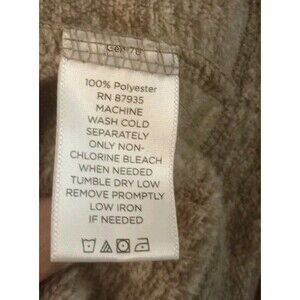 100% Polyester
RN 87935
MACHINE
WASH COLD
SEPARATELY
ONLY NON-
CHLORINE BLEACH
WHEN NEEDED
TUMBLE DRY LOW
REMOVE PROMPTLY
LOW IRON
IF NEEDED